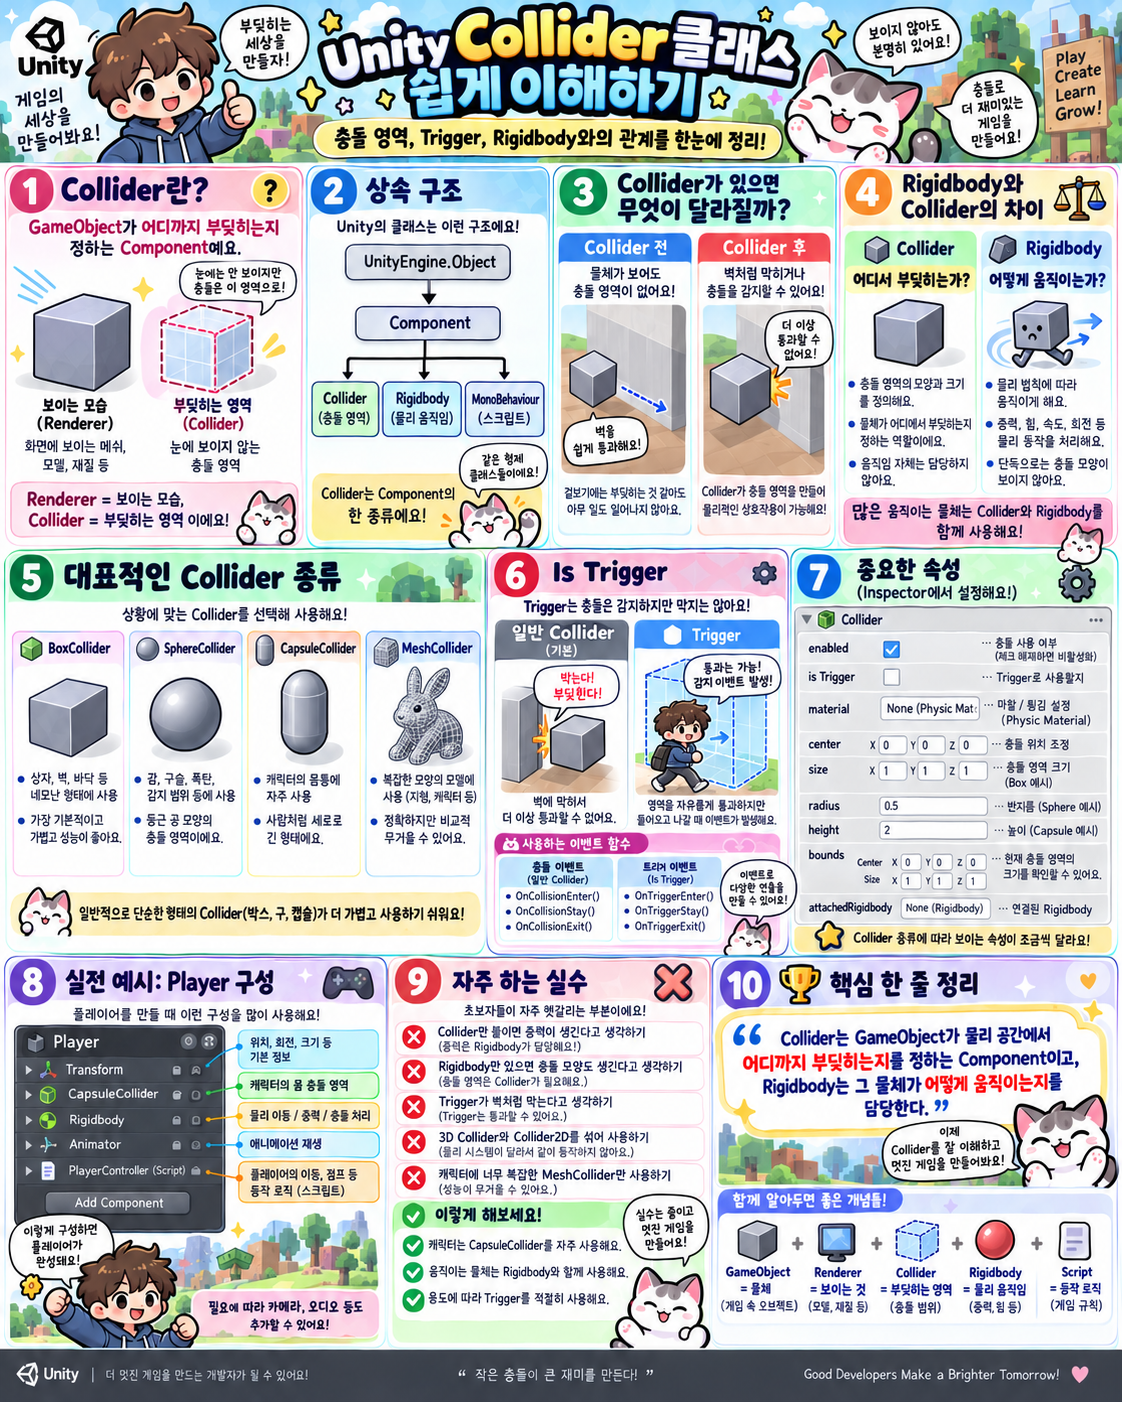 Unity
게임의
세상을
만들어봐요!
부딪히는
세상을
만들자!
Unity Collider 클래스
쉽게 이해하기
충돌 영역, Trigger, Rigidbody와의 관계를 한눈에 정리!
보이지 않아도
분명히 있어요!
충돌로
더 재미있는
게임을
만들어요!
Play
Create
Learn
Grow!
1 Collider란?
?
GameObject가 어디까지 부딪히는지
정하는 Component예요.
눈에는 안 보이지만
충돌은 이 영역으로!
보이는 모습
(Renderer)
화면에 보이는 메쉬,
모델, 재질 등
부딪히는 영역
(Collider)
눈에 보이지 않는
충돌 영역
Renderer = 보이는 모습,
Collider = 부딪히는 영역 이에요!
2 상속 구조
Unity의 클래스는 이런 구조예요!
UnityEngine.Object
Component
Collider
(충돌 영역)
Rigidbody
(물리 움직임)
MonoBehaviour
(스크립트)
같은 형제
클래스들이에요!
Collider는 Component의
한 종류에요!
3 Collider가 있으면
무엇이 달라질까?
Collider 전
물체가 보여도
충돌 영역이 없어요!
벽을
쉽게 통과해요!
겉보기에는 부딪히는 것 같아도
아무 일도 일어나지 않아요.
Collider 후
벽처럼 막히거나
충돌을 감지할 수 있어요!
더 이상
통과할 수
없어요!
Collider가 충돌 영역을 만들어
물리적인 상호작용이 가능해요!
4 Rigidbody와
Collider의 차이
Collider
어디서 부딪히는가?
• 충돌 영역의 모양과 크기
를 정의해요.
• 물체가 어디에서 부딪히는지
정하는 역할이에요.
• 움직임 자체는 담당하지
않아요.
Rigidbody
어떻게 움직이는가?
• 물리 법칙에 따라
움직이게 해요.
• 중력, 힘, 속도, 회전 등
물리 동작을 처리해요.
• 단독으로는 충돌 모양이
보이지 않아요.
많은 움직이는 물체는 Collider와 Rigidbody를
함께 사용해요!
5 대표적인 Collider 종류
상황에 맞는 Collider를 선택해 사용해요!
BoxCollider
• 상자, 벽, 바닥 등
네모난 형태에 사용
• 가장 기본적이고
가볍고 성능이 좋아요.
SphereCollider
• 공, 구슬, 폭탄,
감지 범위 등에 사용
• 둥근 공 모양의
충돌 영역이에요.
CapsuleCollider
• 캐릭터의 몸통에
자주 사용
• 사람처럼 세로로
긴 형태에요.
MeshCollider
• 복잡한 모양의 모델에
사용 (지형, 캐릭터 등)
• 정확하지만 비교적
무거울 수 있어요.
일반적으로 단순한 형태의 Collider(박스, 구, 캡슐)가 더 가볍고 사용하기 쉬워요!
6 Is Trigger
Trigger는 충돌은 감지하지만 막지는 않아요!
일반 Collider
(기본)
막는다!
부딪힌다!
벽에 막혀서
더 이상 통과할 수 없어요.
Trigger
통과는 가능!
감지 이벤트 발생!
영역을 자유롭게 통과하지만
들어오고 나갈 때 이벤트가 발생해요.
사용하는 이벤트 함수
충돌 이벤트
(일반 Collider)
• OnCollisionEnter()
• OnCollisionStay()
• OnCollisionExit()
트리거 이벤트
(Is Trigger)
• OnTriggerEnter()
• OnTriggerStay()
• OnTriggerExit()
이벤트로
다양한 연출을
만들 수 있어요!
7 중요한 속성
(Inspector에서 설정해요!)
Collider
enabled ··· 충돌 사용 여부
(체크 해제하면 비활성화)
is Trigger ··· Trigger로 사용할지
material None (Physic Mat: ··· 마찰 / 튕김 설정
(Physic Material)
center X 0 Y 0 Z 0 ··· 충돌 위치 조정
size X 1 Y 1 Z 1 ··· 충돌 영역 크기
(Box 예시)
radius 0.5 ··· 반지름 (Sphere 예시)
height 2 ··· 높이 (Capsule 예시)
bounds Center X 0 Y 0 Z 0 ··· 현재 충돌 영역의
Size X 1 Y 1 Z 1 크기를 확인할 수 있어요.
attachedRigidbody None (Rigidbody) ··· 연결된 Rigidbody
Collider 종류에 따라 보이는 속성이 조금씩 달라요!
8 실전 예시: Player 구성
플레이어를 만들 때 이런 구성을 많이 사용해요!
Player
Transform
CapsuleCollider
Rigidbody
Animator
PlayerController (Script)
Add Component
위치, 회전, 크기 등
기본 정보
캐릭터의 몸 충돌 영역
물리 이동 / 중력 / 충돌 처리
애니메이션 재생
플레이어의 이동, 점프 등
동작 로직 (스크립트)
이렇게 구성하면
플레이어가
완성돼요!
필요에 따라 카메라, 오디오 등도
추가할 수 있어요!
9 자주 하는 실수
초보자들이 자주 헷갈리는 부분이에요!
Collider만 붙이면 중력이 생긴다고 생각하기
(중력은 Rigidbody가 담당해요!)
Rigidbody만 있으면 충돌 모양도 생긴다고 생각하기
(충돌 영역은 Collider가 필요해요.)
Trigger가 벽처럼 막는다고 생각하기
(Trigger는 통과할 수 있어요.)
3D Collider와 Collider2D를 섞어 사용하기
(물리 시스템이 달라서 같이 동작하지 않아요.)
캐릭터에 너무 복잡한 MeshCollider만 사용하기
(성능이 무거울 수 있어요.)
이렇게 해보세요!
캐릭터는 CapsuleCollider를 자주 사용해요.
움직이는 물체는 Rigidbody와 함께 사용해요.
용도에 따라 Trigger를 적절히 사용해요.
실수는 줄이고
멋진 게임을
만들어요!
10 핵심 한 줄 정리
“ Collider는 GameObject가 물리 공간에서
어디까지 부딪히는지를 정하는 Component이고,
Rigidbody는 그 물체가 어떻게 움직이는지를
담당한다. ”
이제
Collider를 잘 이해하고
멋진 게임을 만들어봐요!
함께 알아두면 좋은 개념들!
GameObject
= 물체
(게임 속 오브젝트)
+
Renderer
= 보이는 것
(모델, 재질 등)
+
Collider
= 부딪히는 영역
(충돌 범위)
+
Rigidbody
= 물리 움직임
(중력, 힘 등)
+
Script
= 동작 로직
(게임 규칙)
Unity | 더 멋진 게임을 만드는 개발자가 될 수 있어요!
“ 작은 충돌이 큰 재미를 만든다! ”
Good Developers Make a Brighter Tomorrow!